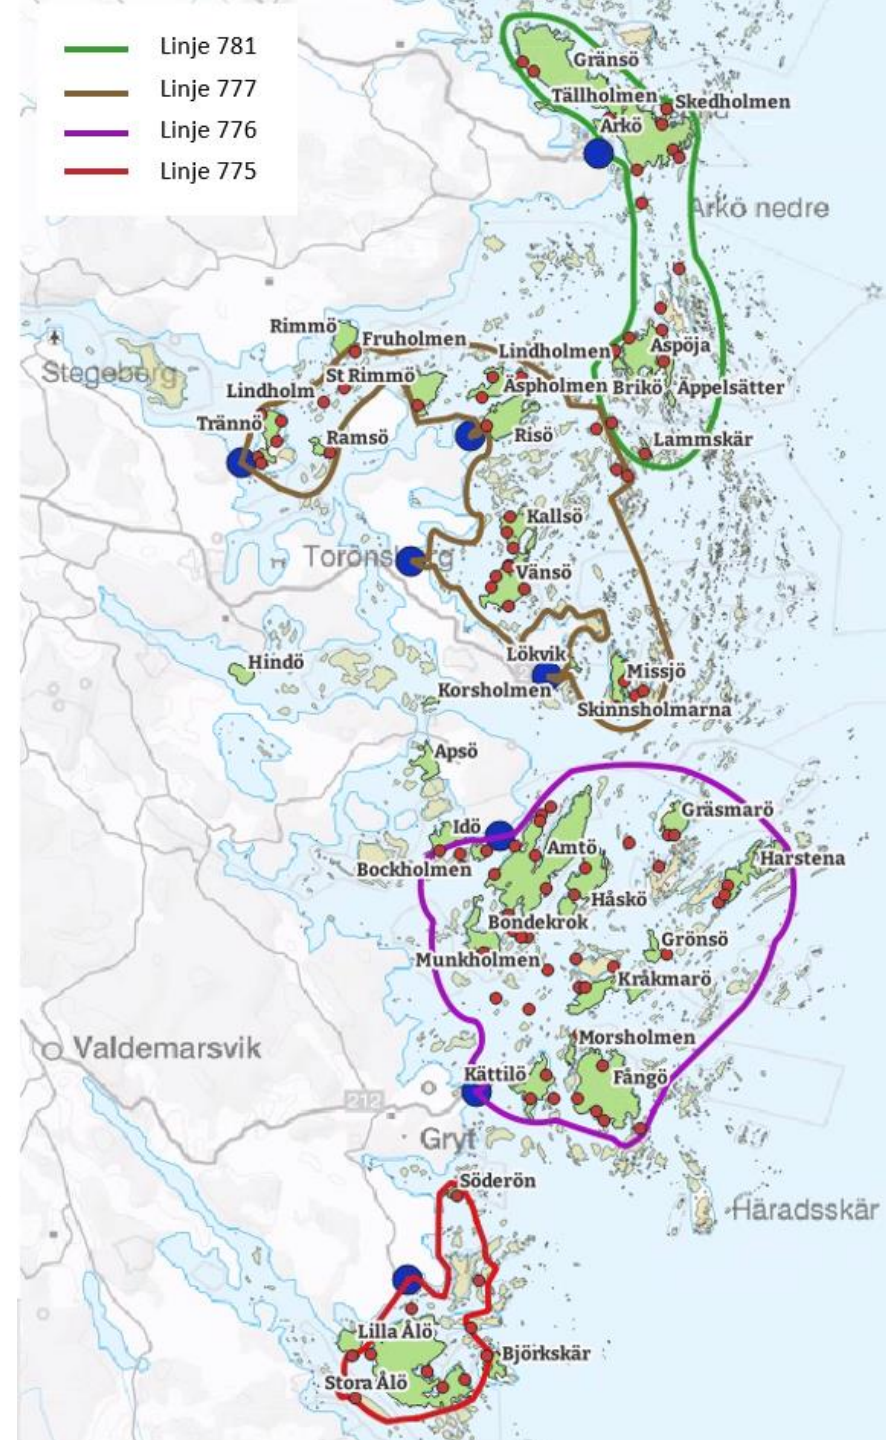 Linje 781
Linje 777
Linje 776
Linje 775
Gränsö
Tällholmen
Skedholmen
Arkö
Arkö nedre
Rimmö
Fruholmen
Lindholmen
Aspöja
Stegeborg
St Rimmö
Lindholm
Äspholmen
Brikö
Äppelsätter
Trännö
Ramsö
Risö
Lammskär
Kallsö
Torönsborg
Vänsö
Lökvik
Hindö
Missjö
Korsholmen
Skinnsholmarna
Apsö
Gräsmarö
Idö
Amtö
Harstena
Bockholmen
Håskö
Bondekrok
Grönsö
Munkholmen
Kråkmarö
Morsholmen
Valdemarsvik
Kättilö
Fångö
212
Gryt
Söderön
Häradsskär
Lilla Ålö
Björkskär
Stora Ålö